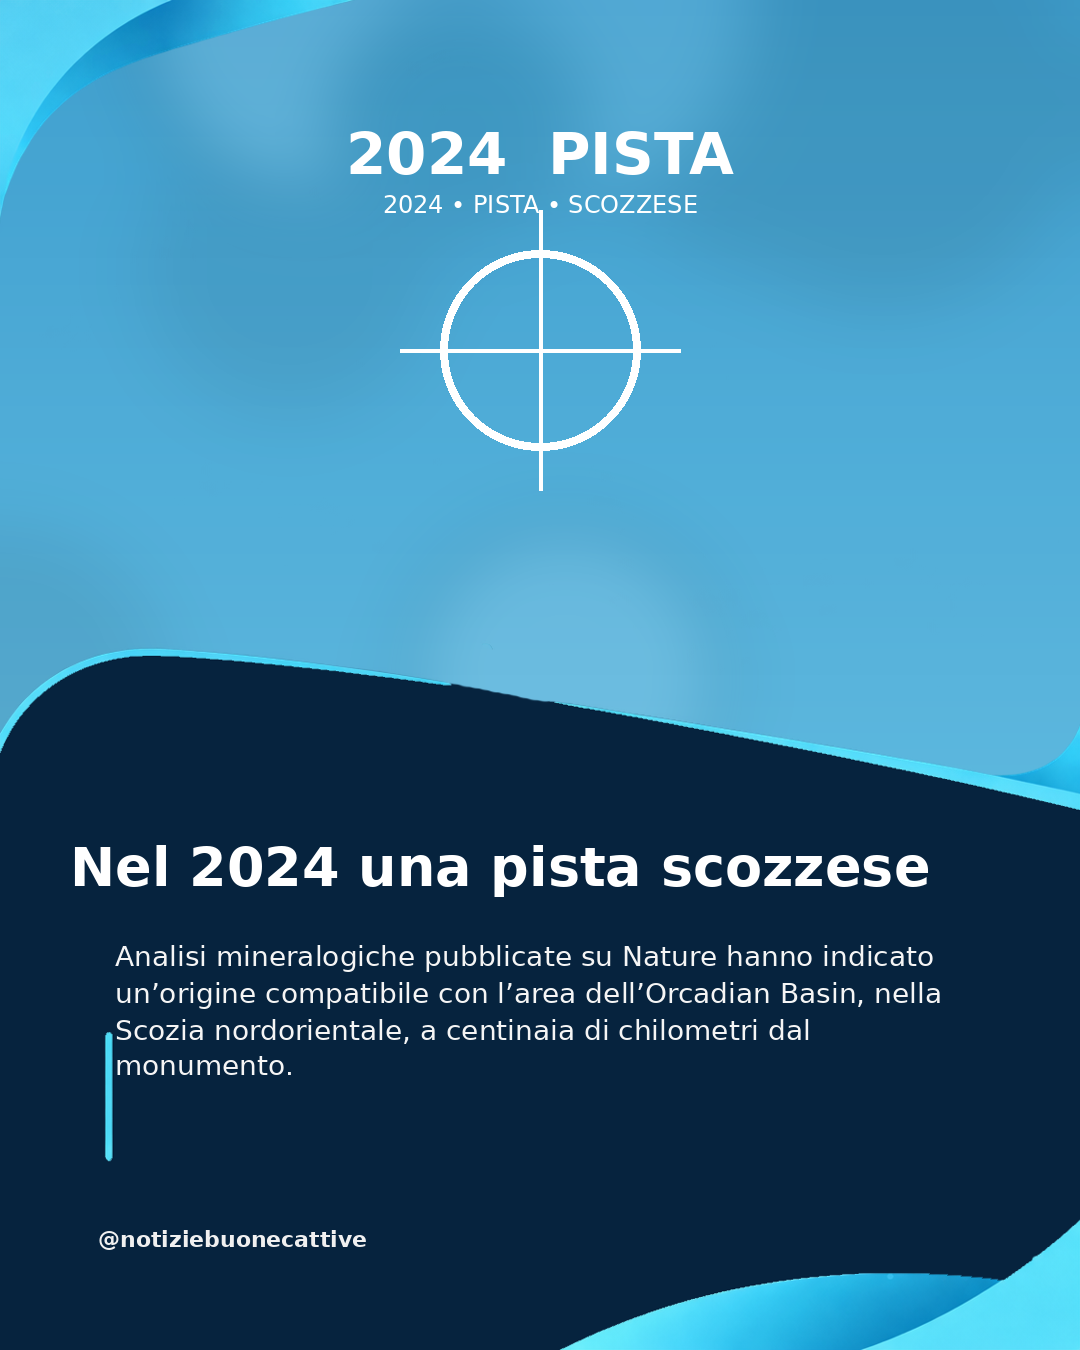 2024 PISTA
2024 • PISTA • SCOZZESE
Nel 2024 una pista scozzese
Analisi mineralogiche pubblicate su Nature hanno indicato
un’origine compatibile con l’area dell’Orcadian Basin, nella
Scozia nordorientale, a centinaia di chilometri dal
monumento.
@notiziebuonecattive